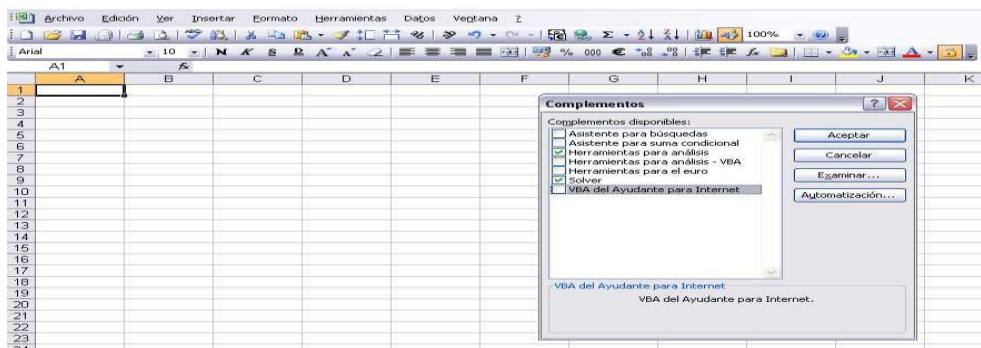 Archivo Edición Ver Insertar Formato Herramientas Datos Ventana ?
100%
Arial 10 N K S % 000 €
A1 fx
A B C D E F G H I J K
1
2
3
4
5
6
7
8
9
10
11
12
13
14
15
16
17
18
19
20
21
22
23
24
Complementos
Complementos disponibles:
Asistente para búsquedas
Asistente para suma condicional
Herramientas para análisis
Herramientas para análisis - VBA
Herramientas para el euro
Solver
VBA del Ayudante para Internet
Aceptar
Cancelar
Examinar...
Automatización...
VBA del Ayudante para Internet
VBA del Ayudante para Internet.